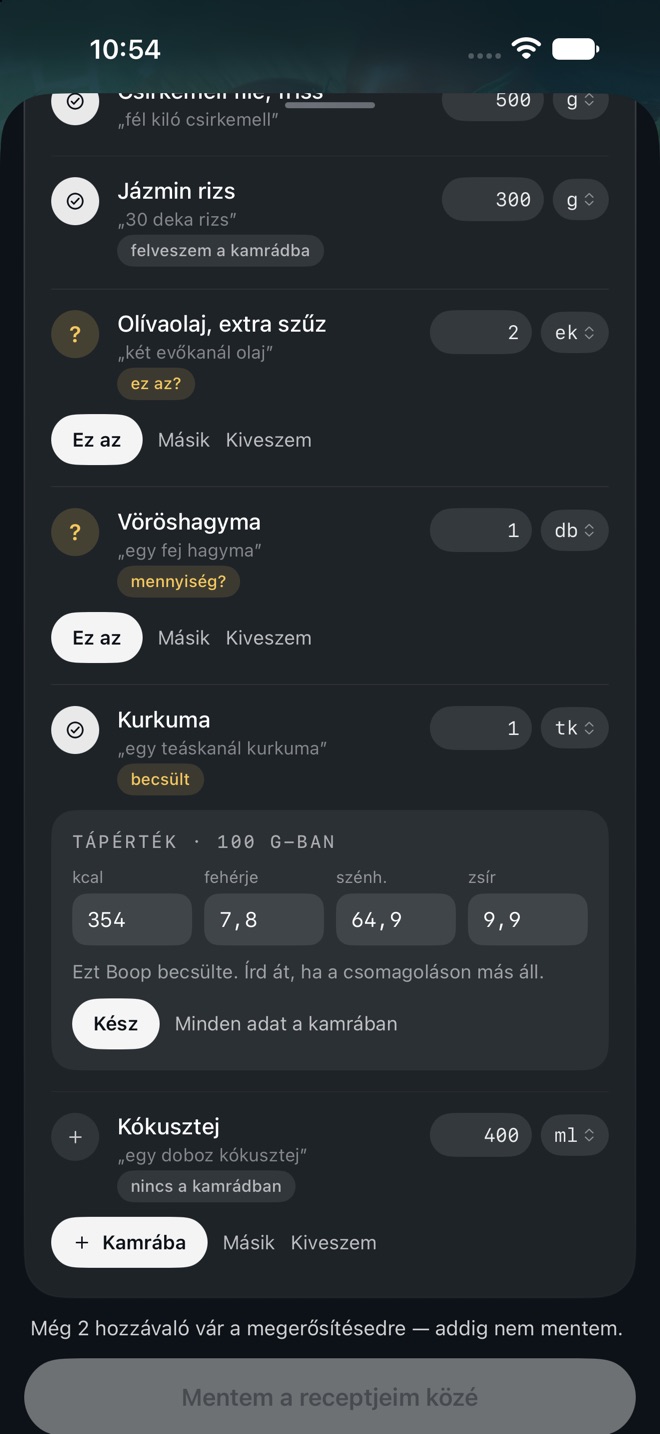 10:54
Csirkemell filé, friss
500
g
„fél kiló csirkemell”
Jázmin rizs
300
g
„30 deka rizs”
felveszem a kamrádba
?
Olívaolaj, extra szűz
2
ek
„két evőkanál olaj”
ez az?
Ez az
Másik
Kiveszem
?
Vöröshagyma
1
db
„egy fej hagyma”
mennyiség?
Ez az
Másik
Kiveszem
Kurkuma
1
tk
„egy teáskanál kurkuma”
becsült
TÁPÉRTÉK · 100 G–BAN
kcal
fehérje
szénh.
zsír
354
7,8
64,9
9,9
Ezt Boop becsülte. Írd át, ha a csomagoláson más áll.
Kész
Minden adat a kamrában
+
Kókusztej
400
ml
„egy doboz kókusztej”
nincs a kamrádban
+ Kamrába
Másik
Kiveszem
Még 2 hozzávaló vár a megerősítésedre — addig nem mentem.
Mentem a receptjeim közé